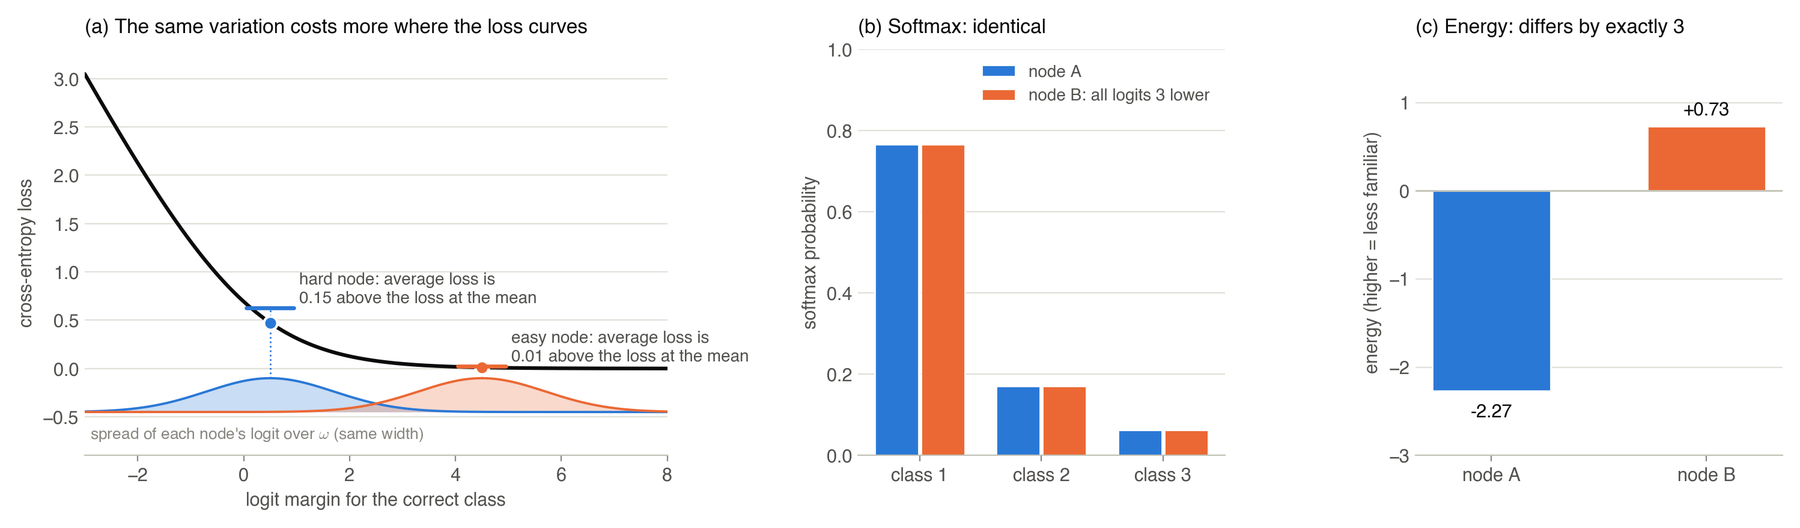 (a) The same variation costs more where the loss curves
3.0
2.5
2.0
1.5
1.0
0.5
0.0
−0.5
cross-entropy loss
hard node: average loss is
0.15 above the loss at the mean
easy node: average loss is
0.01 above the loss at the mean
spread of each node's logit over ω (same width)
−2
0
2
4
6
8
logit margin for the correct class
(b) Softmax: identical
1.0
0.8
0.6
0.4
0.2
0.0
softmax probability
node A
node B: all logits 3 lower
class 1
class 2
class 3
(c) Energy: differs by exactly 3
1
0
−1
−2
−3
energy (higher = less familiar)
+0.73
-2.27
node A
node B